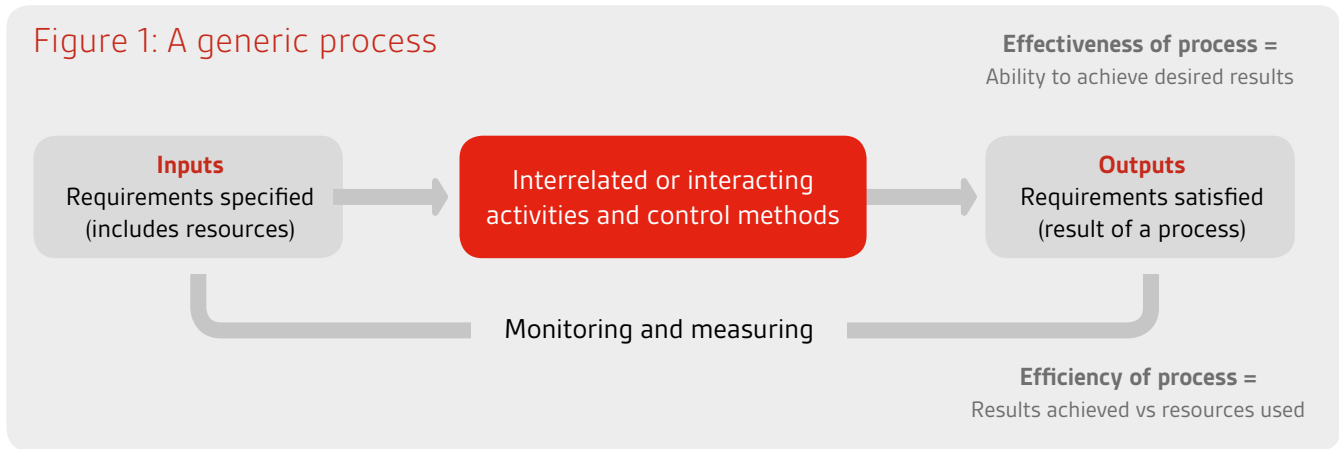 Figure 1: A generic process
Effectiveness of process =
Ability to achieve desired results
Inputs
Requirements specified
(includes resources)
Interrelated or interacting
activities and control methods
Outputs
Requirements satisfied
(result of a process)
Monitoring and measuring
Efficiency of process =
Results achieved vs resources used